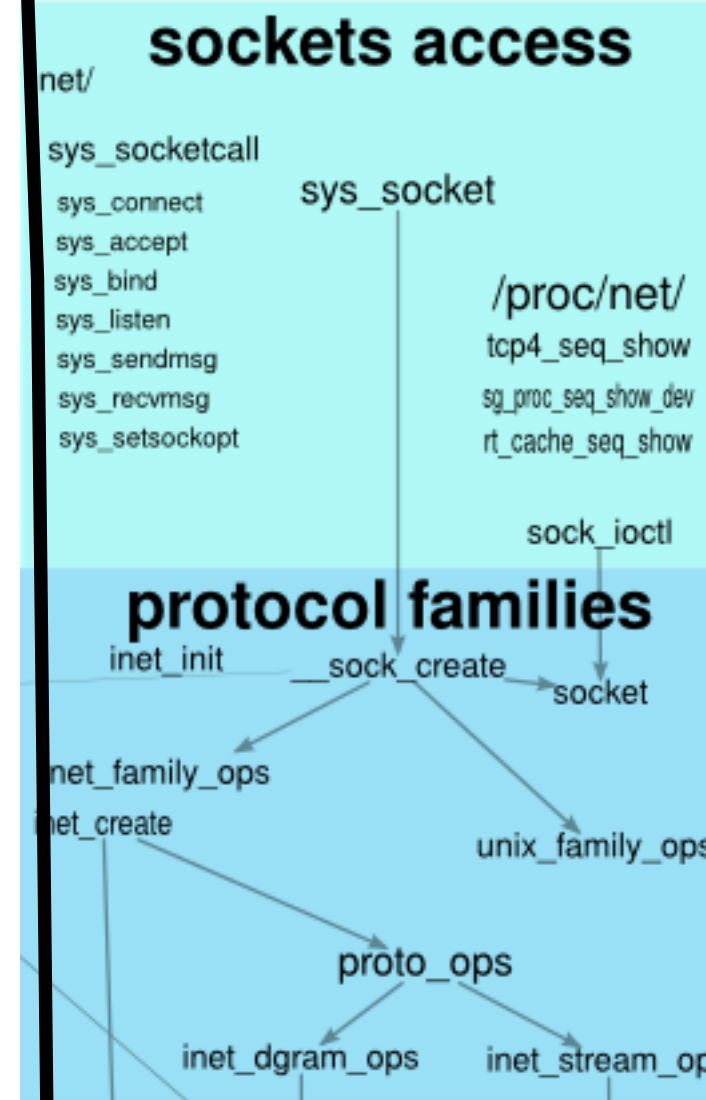 sockets access
net/
sys_socketcall
sys_connect
sys_accept
sys_bind
sys_listen
sys_sendmsg
sys_recvmsg
sys_setsockopt
sys_socket
/proc/net/
tcp4_seq_show
sg_proc_seq_show_dev
rt_cache_seq_show
sock_ioctl
protocol families
inet_init
__sock_create
socket
net_family_ops
inet_create
unix_family_ops
proto_ops
inet_dgram_ops
inet_stream_op